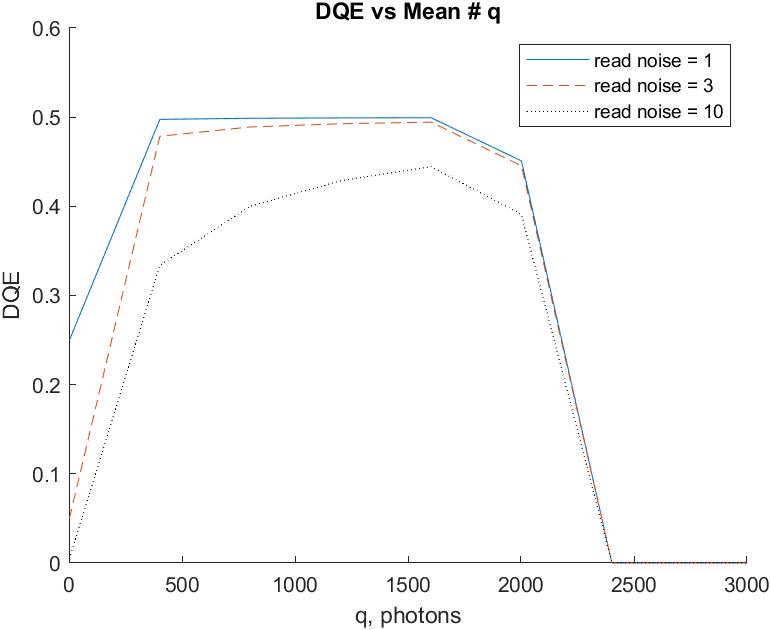 DQE vs Mean # q
0.6
0.5
0.4
0.3
0.2
0.1
0
DQE
read noise = 1
read noise = 3
read noise = 10
0 500 1000 1500 2000 2500 3000
q, photons